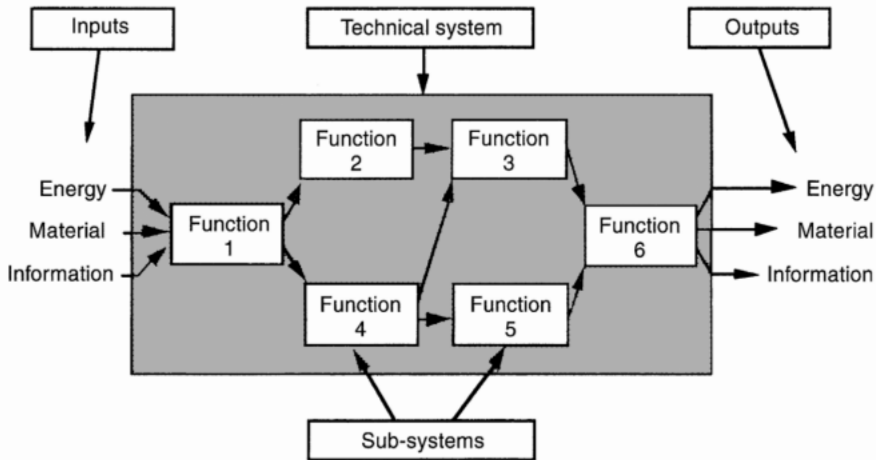 Inputs
Technical system
Outputs
Function
2
Function
3
Energy
Material
Information
Function
1
Function
6
Energy
Material
Information
Function
4
Function
5
Sub-systems